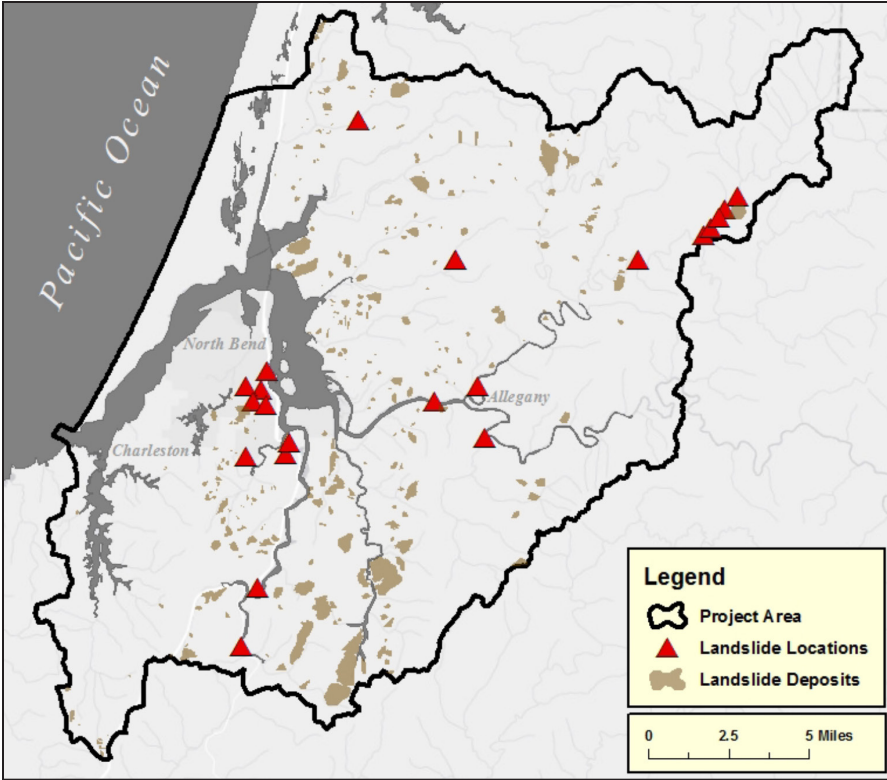 Pacific Ocean
North Bend
Allegany
Charleston
Legend
Project Area
Landslide Locations
Landslide Deposits
0 2.5 5 Miles